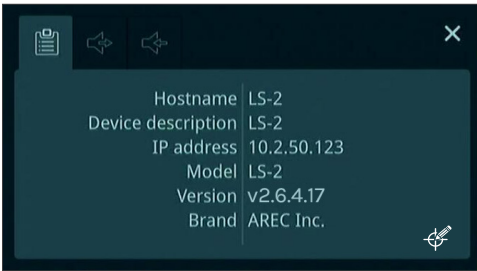 Hostname LS-2
Device description LS-2
IP address 10.2.50.123
Model LS-2
Version v2.6.4.17
Brand AREC Inc.